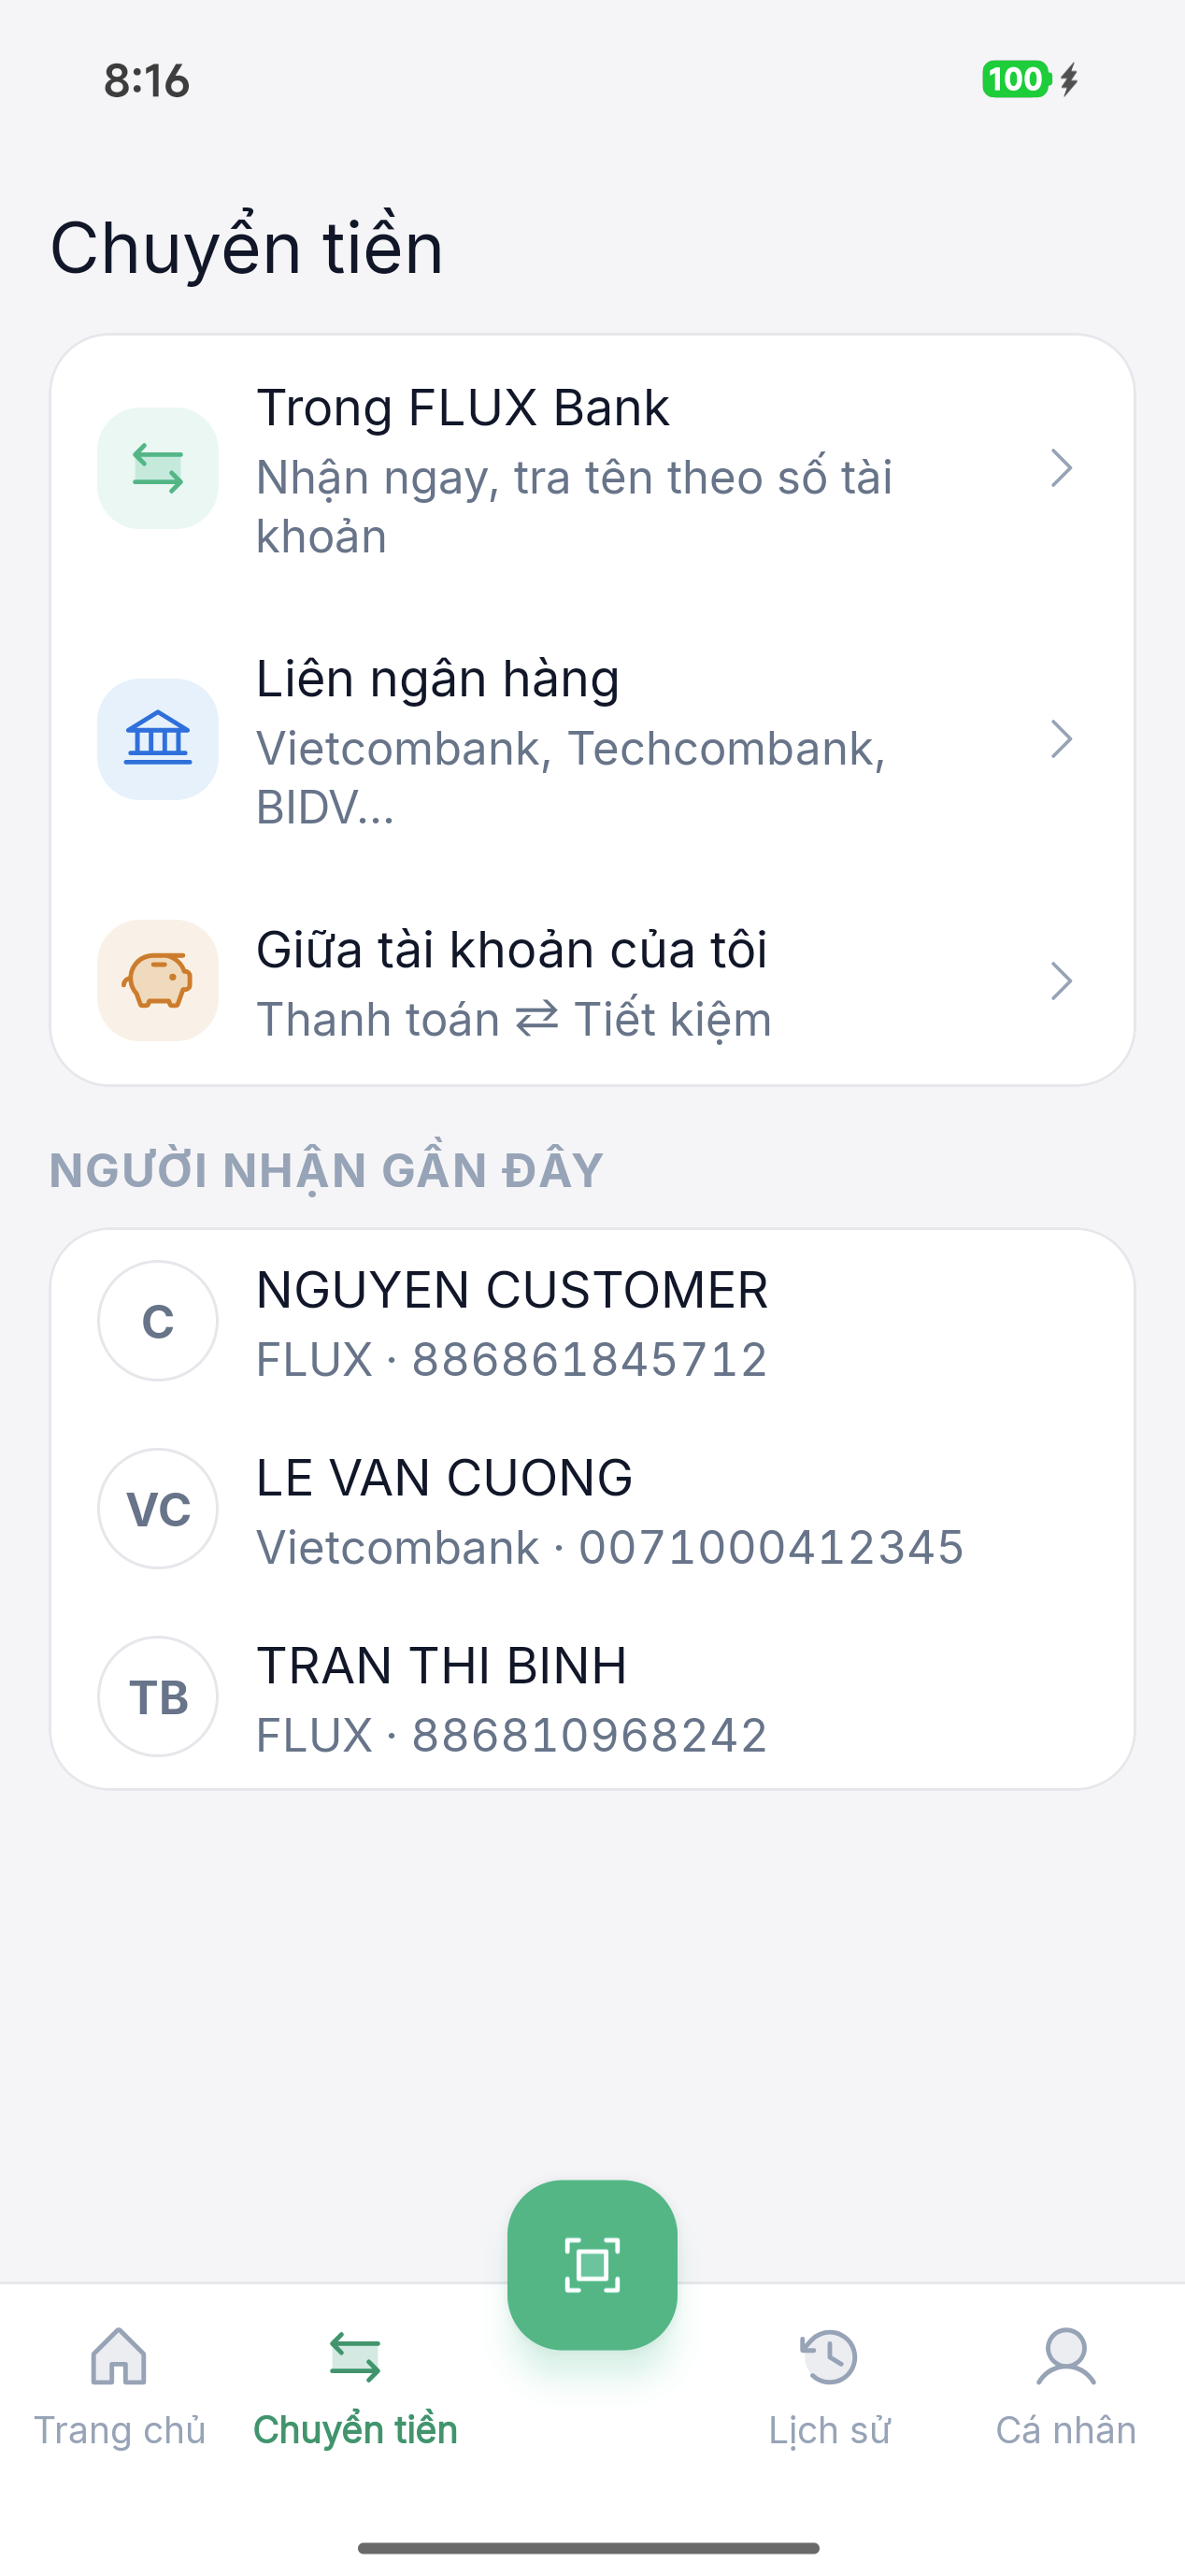 8:16
100
Chuyển tiền
Trong FLUX Bank
Nhận ngay, tra tên theo số tài
khoản
Liên ngân hàng
Vietcombank, Techcombank,
BIDV...
Giữa tài khoản của tôi
Thanh toán ⇄ Tiết kiệm
NGƯỜI NHẬN GẦN ĐÂY
C
NGUYEN CUSTOMER
FLUX · 886861845712
VC
LE VAN CUONG
Vietcombank · 0071000412345
TB
TRAN THI BINH
FLUX · 886810968242
Trang chủ
Chuyển tiền
Lịch sử
Cá nhân